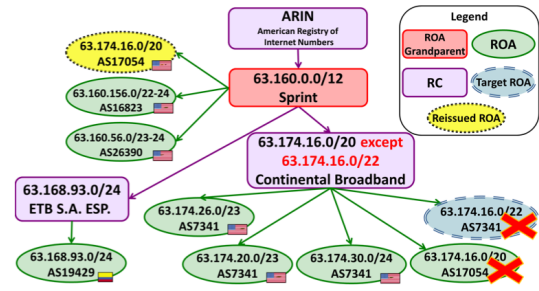 ARIN
American Registry of
Internet Numbers
Legend
ROA
Grandparent
ROA
RC
Target ROA
Reissued ROA
63.174.16.0/20
AS17054
63.160.156.0/22-24
AS16823
63.160.56.0/23-24
AS26390
63.160.0.0/12
Sprint
63.174.16.0/20 except
63.174.16.0/22
Continental Broadband
63.168.93.0/24
ETB S.A. ESP.
63.168.93.0/24
AS19429
63.174.26.0/23
AS7341
63.174.20.0/23
AS7341
63.174.30.0/24
AS7341
63.174.16.0/22
AS7341
63.174.16.0/20
AS17054